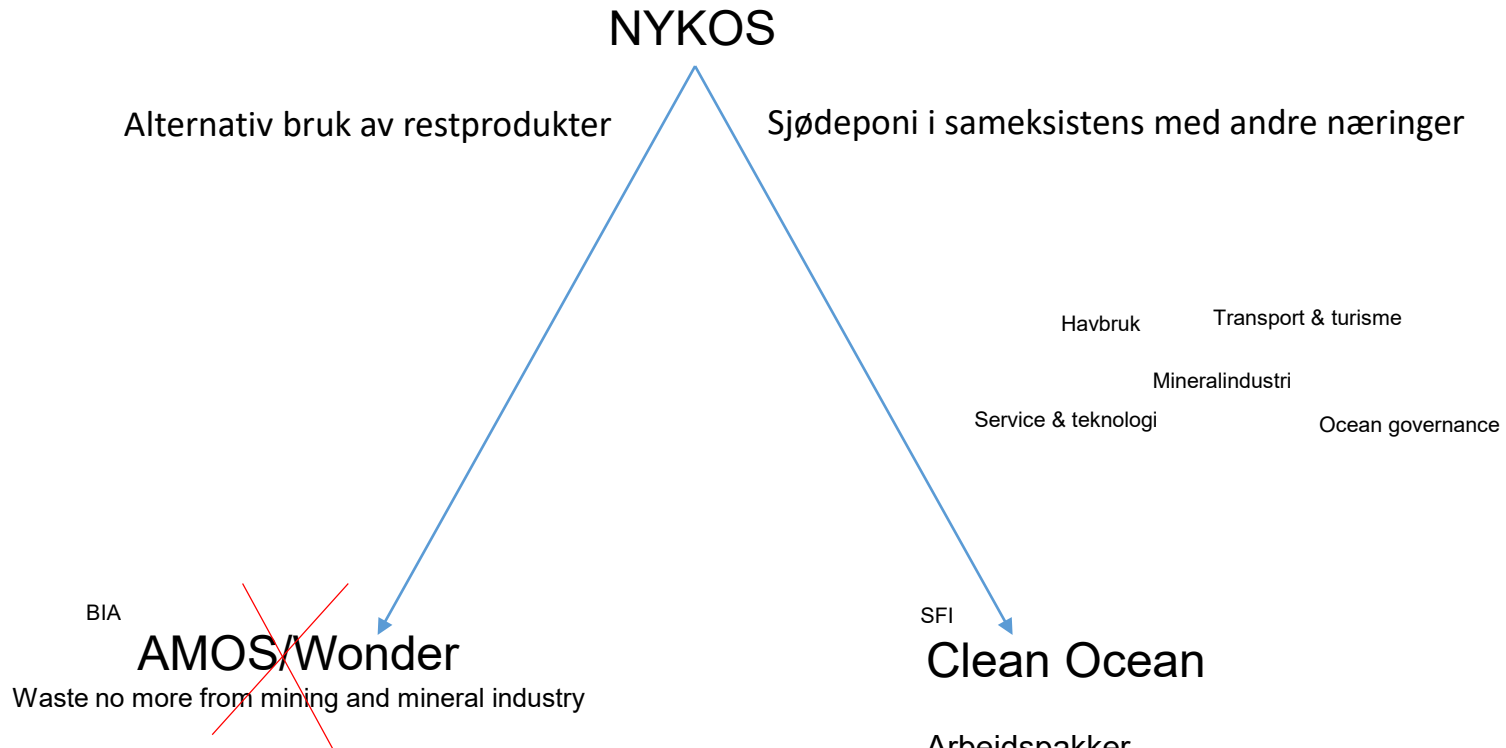 NYKOS
Alternativ bruk av restprodukter
Sjødeponi i sameksistens med andre næringer
Havbruk
Transport & turisme
Mineralindustri
Service & teknologi
Ocean governance
BIA
AMOS/Wonder
Waste no more from mining and mineral industry
SFI
Clean Ocean
Arbeidspakker